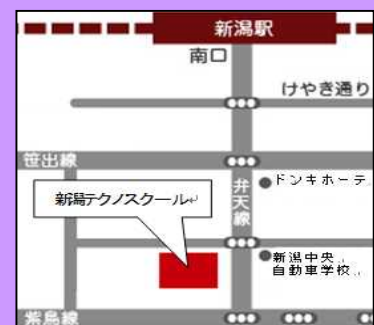 新潟駅
南口
けやき通り
笹出線
弁天線
ドンキホーテ
新潟テクノスクール
新潟中央
自動車学校
紫鳥線